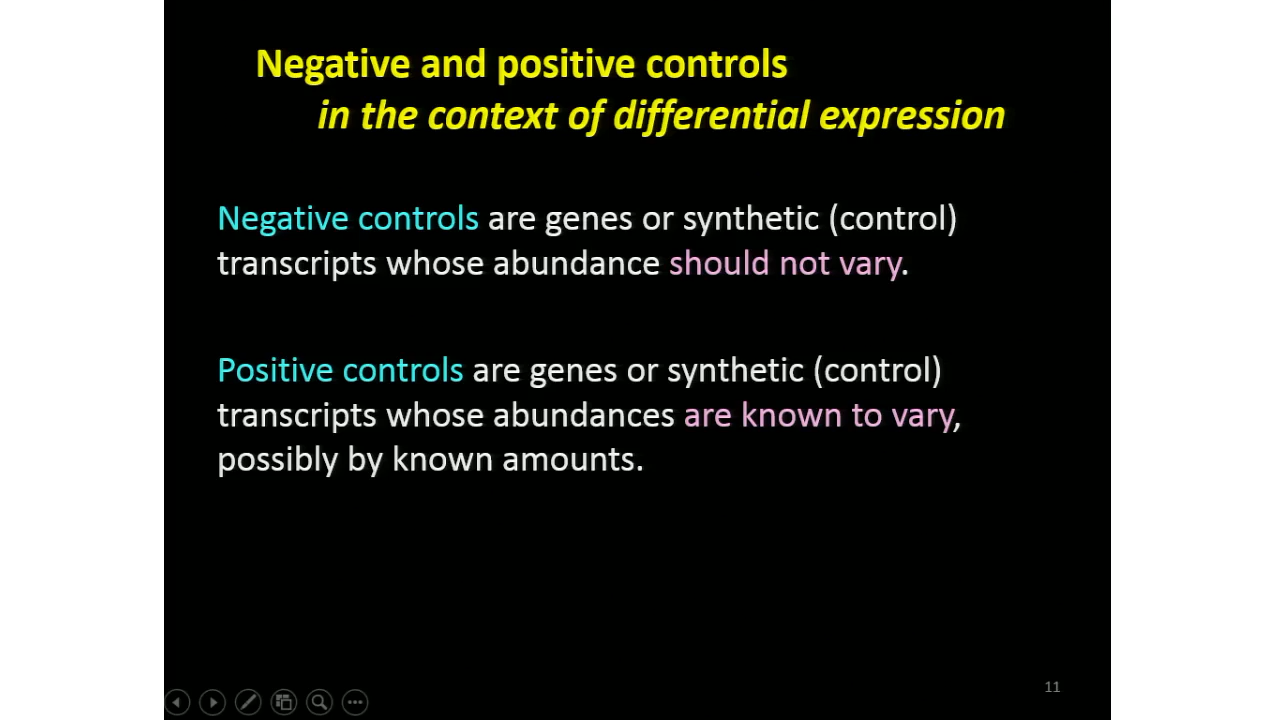 Negative and positive controls
in the context of differential expression
Negative controls are genes or synthetic (control)
transcripts whose abundance should not vary.
Positive controls are genes or synthetic (control)
transcripts whose abundances are known to vary,
possibly by known amounts.
11